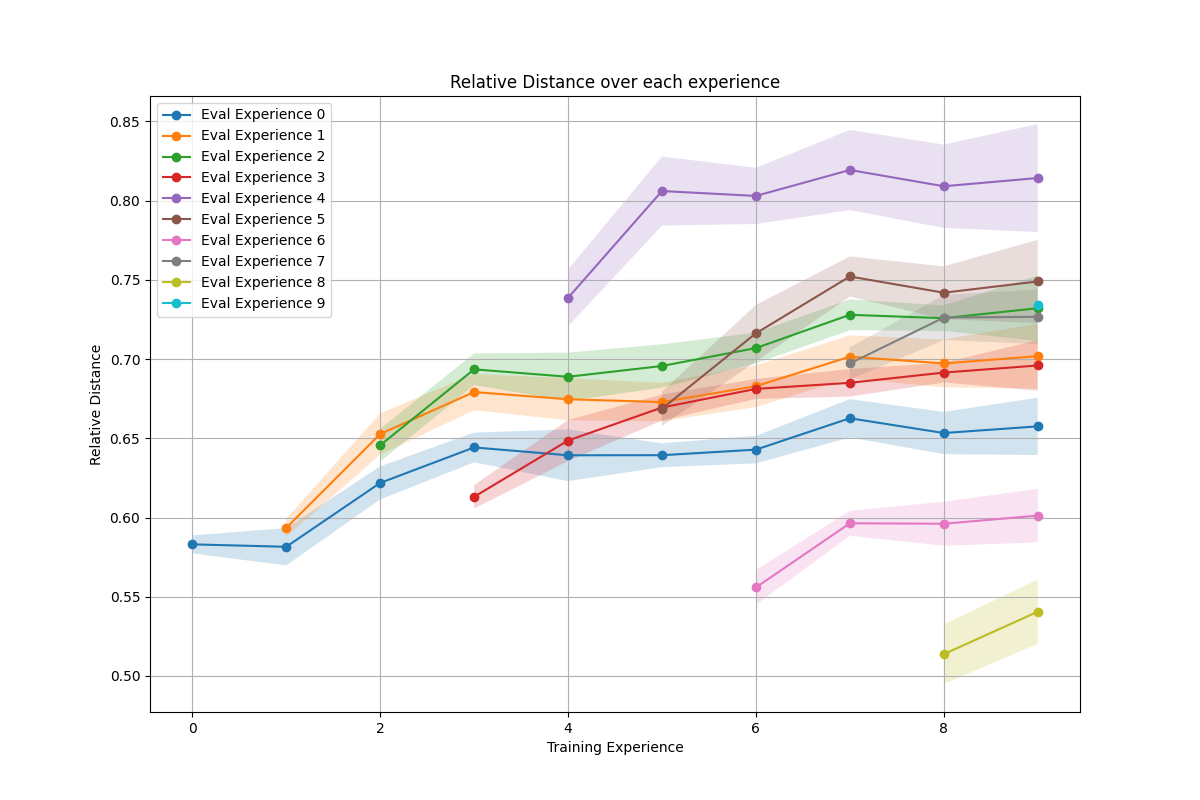 Relative Distance over each experience
Eval Experience 0
Eval Experience 1
Eval Experience 2
Eval Experience 3
Eval Experience 4
Eval Experience 5
Eval Experience 6
Eval Experience 7
Eval Experience 8
Eval Experience 9
Relative Distance
0.85
0.80
0.75
0.70
0.65
0.60
0.55
0.50
0 2 4 6 8
Training Experience